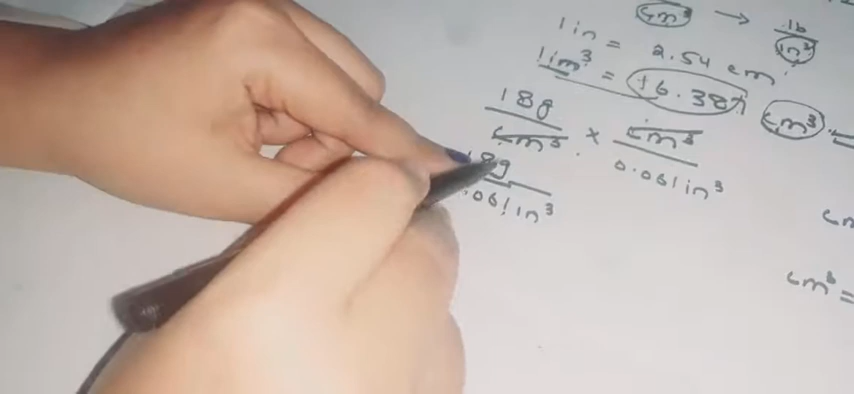 cm³ → lb / in³
1 in = 2.54 cm
1 in³ = 16.387 cm³
18g / cm³ × cm³ / 0.061 in³
18g / .061 in³
cm
cm³ =